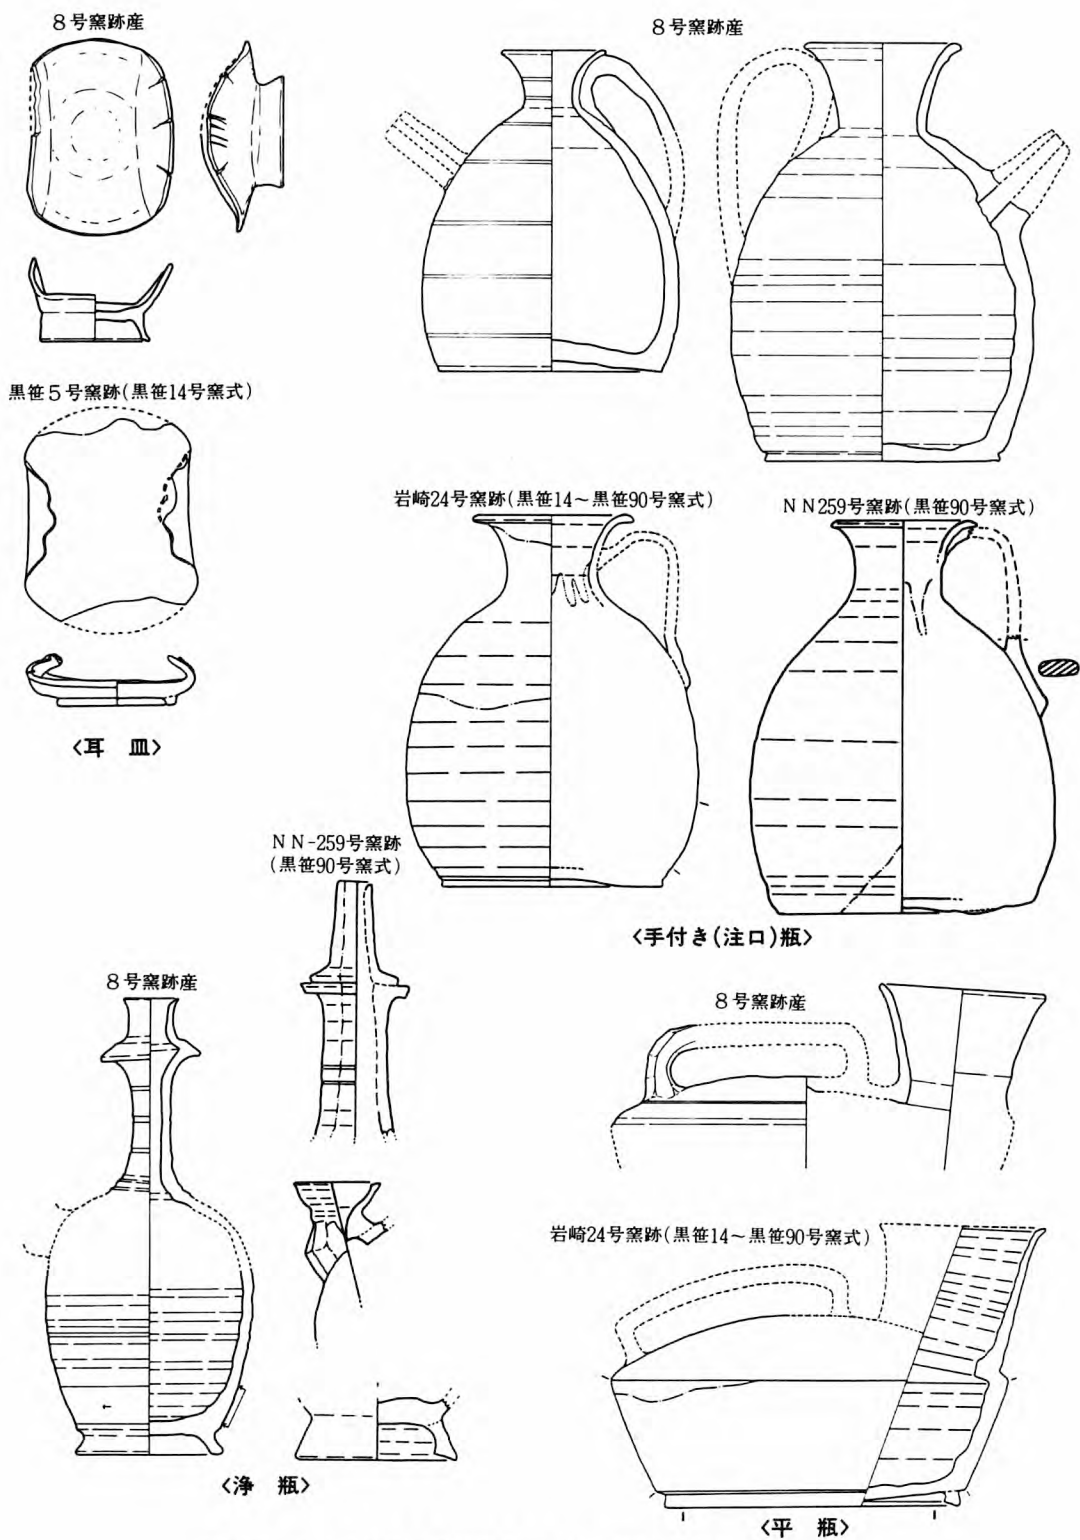 8号窯跡産
8号窯跡産
黒笹5号窯跡(黒笹14号窯式)
〈耳 皿〉
岩崎24号窯跡(黒笹14~黒笹90号窯式)
NN259号窯跡(黒笹90号窯式)
〈手付き(注口)瓶〉
NN-259号窯跡
(黒笹90号窯式)
8号窯跡産
〈浄 瓶〉
8号窯跡産
岩崎24号窯跡(黒笹14~黒笹90号窯式)
〈平 瓶〉